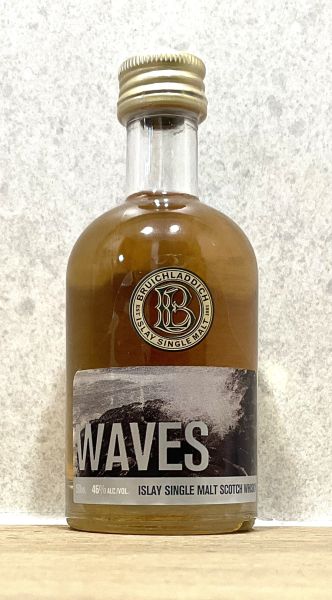 BRUICHLADDICH
ISLAY SINGLE MALT
WAVES
46% ALC/VOL. ISLAY SINGLE MALT SCOTCH WHISKY